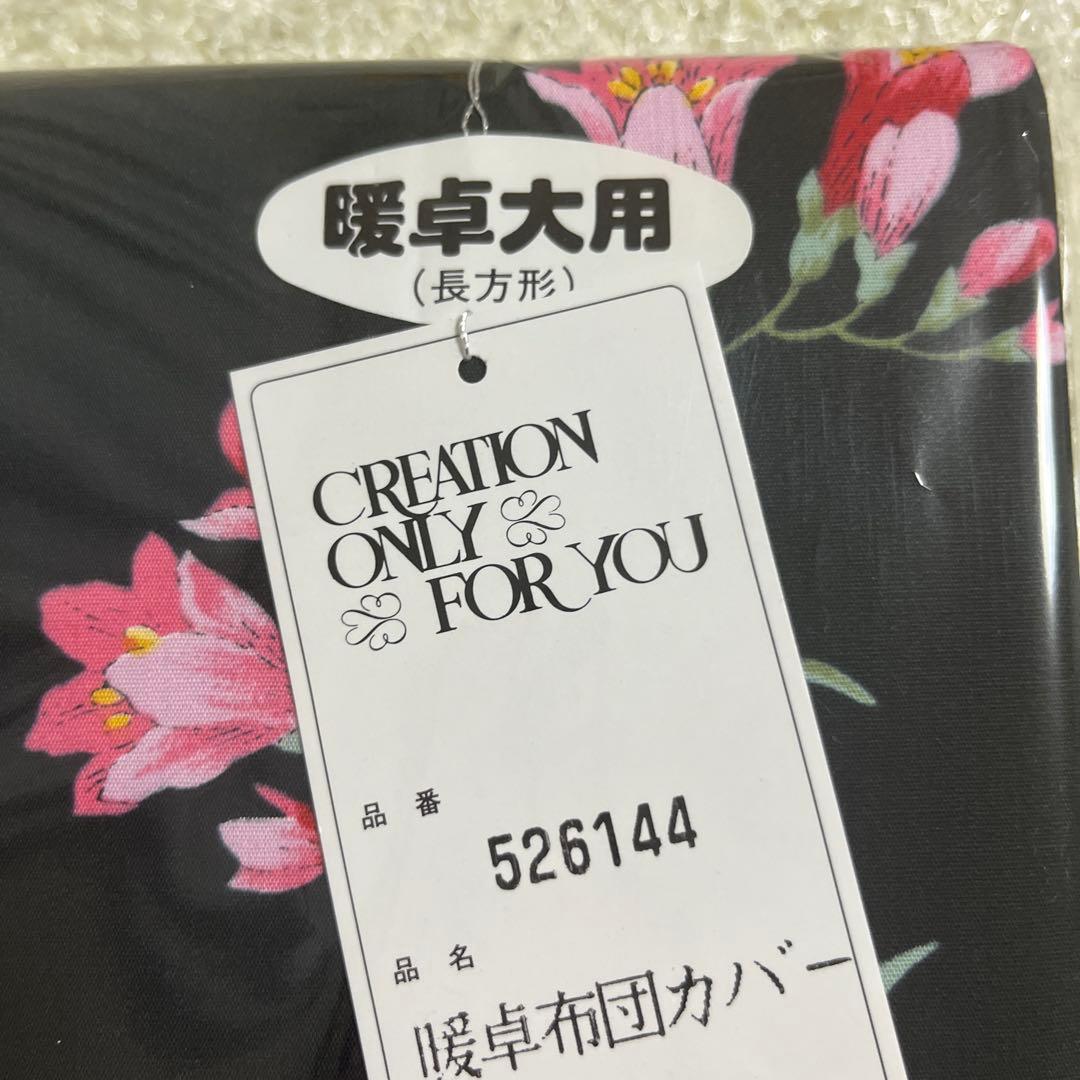 暖卓大用
(長方形)
CREATION
ONLY
FOR YOU
品番
526144
品名
暖卓布団カバー